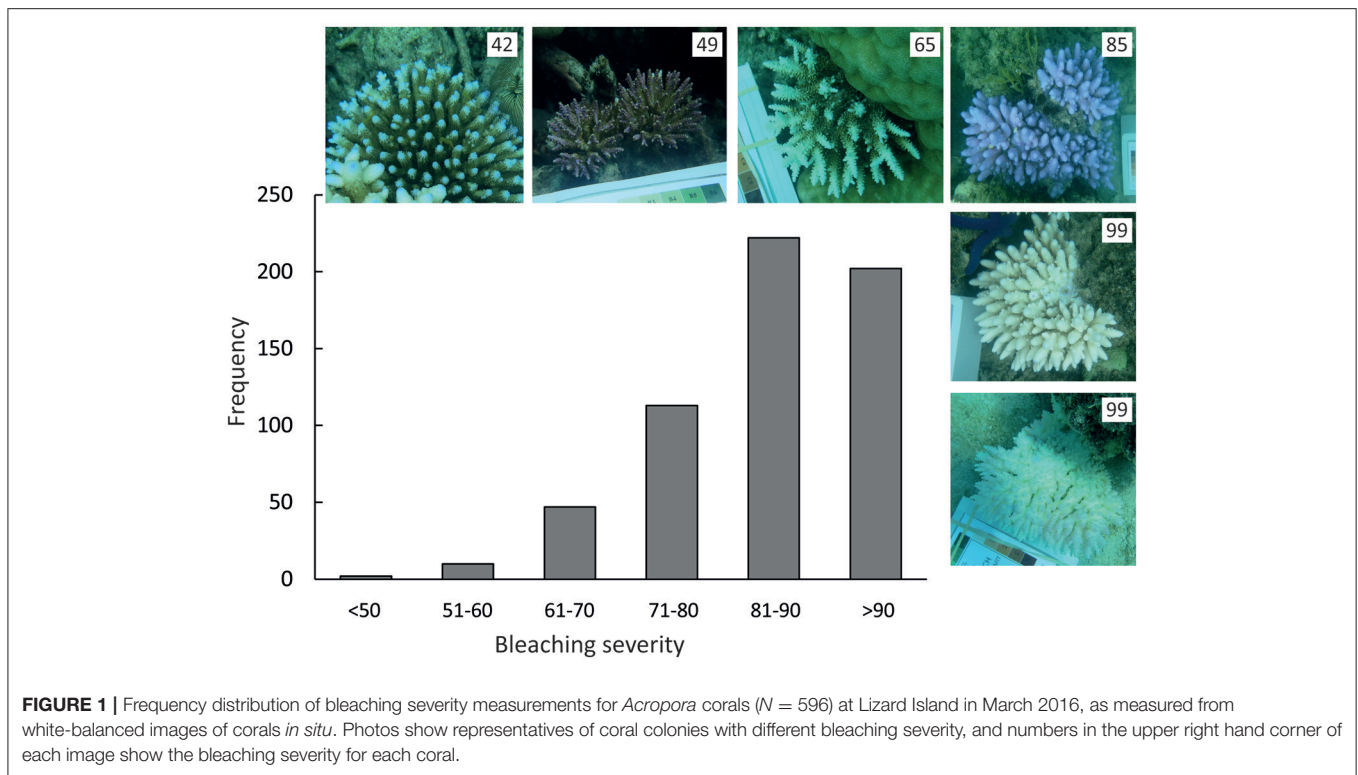 42
49
65
85
99
99
250
200
150
100
50
0
Frequency
<50 51-60 61-70 71-80 81-90 >90
Bleaching severity
FIGURE 1 | Frequency distribution of bleaching severity measurements for Acropora corals (N = 596) at Lizard Island in March 2016, as measured from
white-balanced images of corals in situ. Photos show representatives of coral colonies with different bleaching severity, and numbers in the upper right hand corner of
each image show the bleaching severity for each coral.